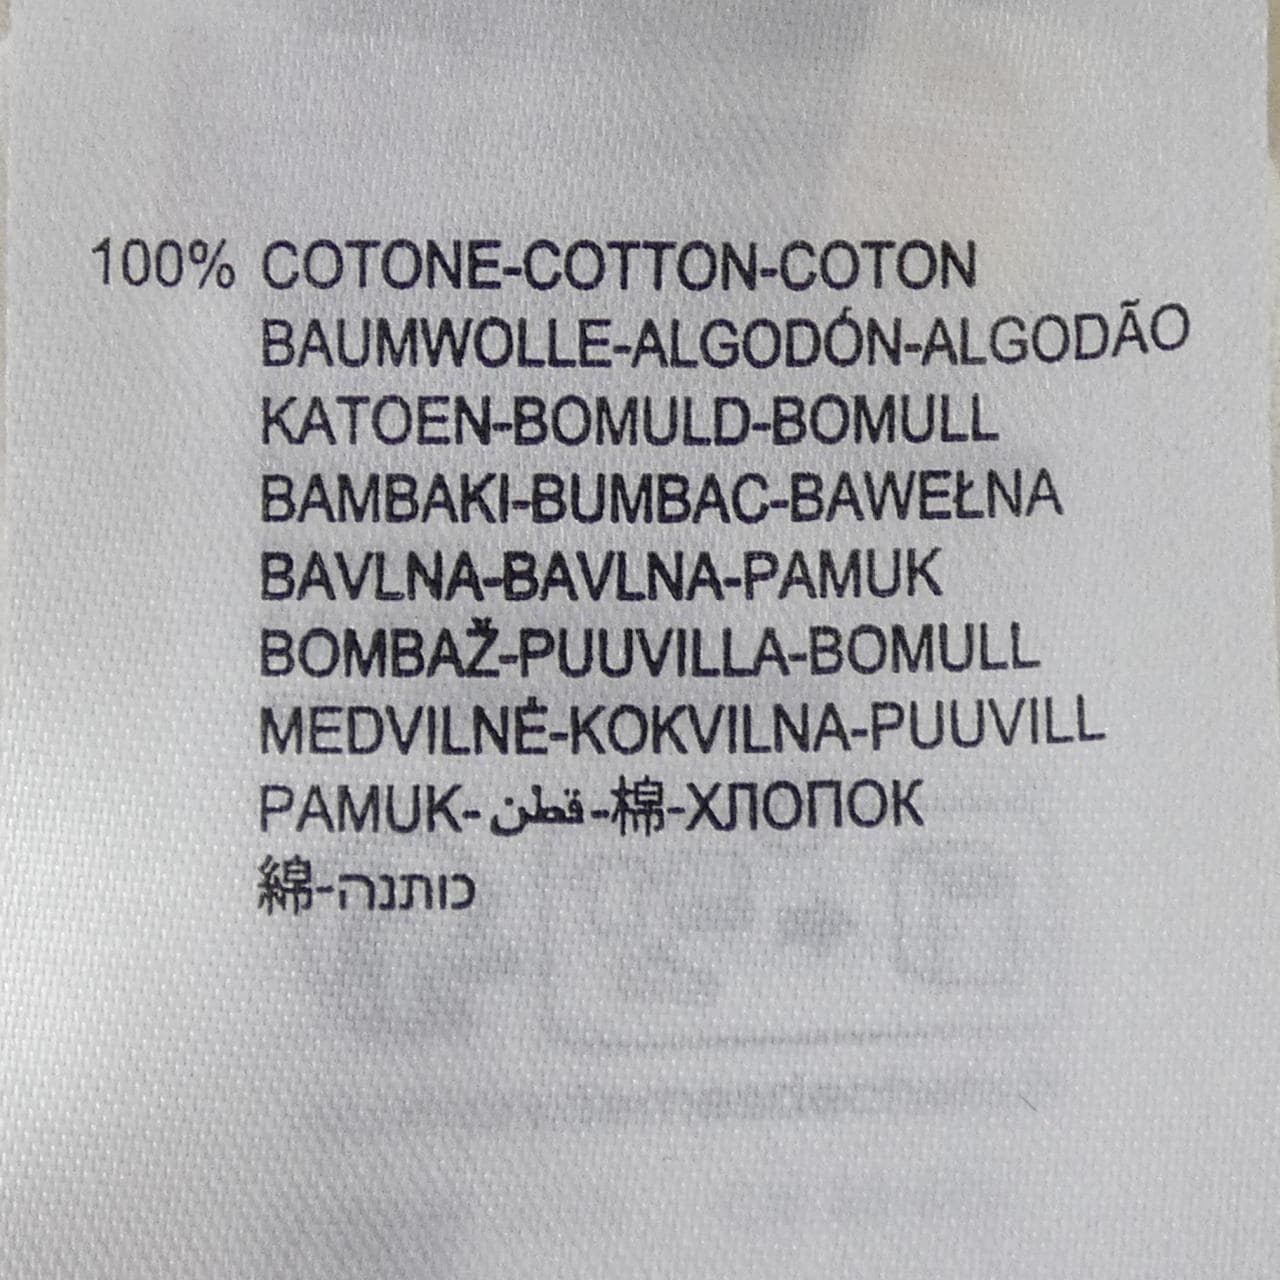 100% COTONE-COTTON-COTON
BAUMWOLLE-ALGODÓN-ALGODÃO
KATOEN-BOMULD-BOMULL
BAMBAKI-BUMBAC-BAWEŁNA
BAVLNA-BAVLNA-PAMUK
BOMBAŽ-PUUVILLA-BOMULL
MEDVILNĖ-KOKVILNA-PUUVILL
PAMUK-قطن-棉-ХЛОПОК
綿-כותנה